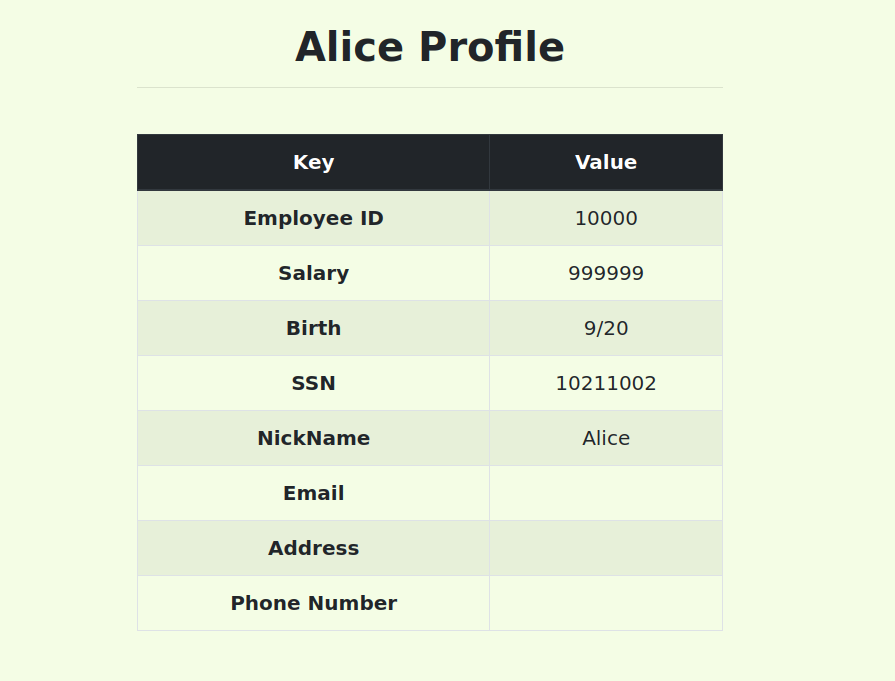 Alice Profile
Key Value
Employee ID 10000
Salary 999999
Birth 9/20
SSN 10211002
NickName Alice
Email
Address
Phone Number